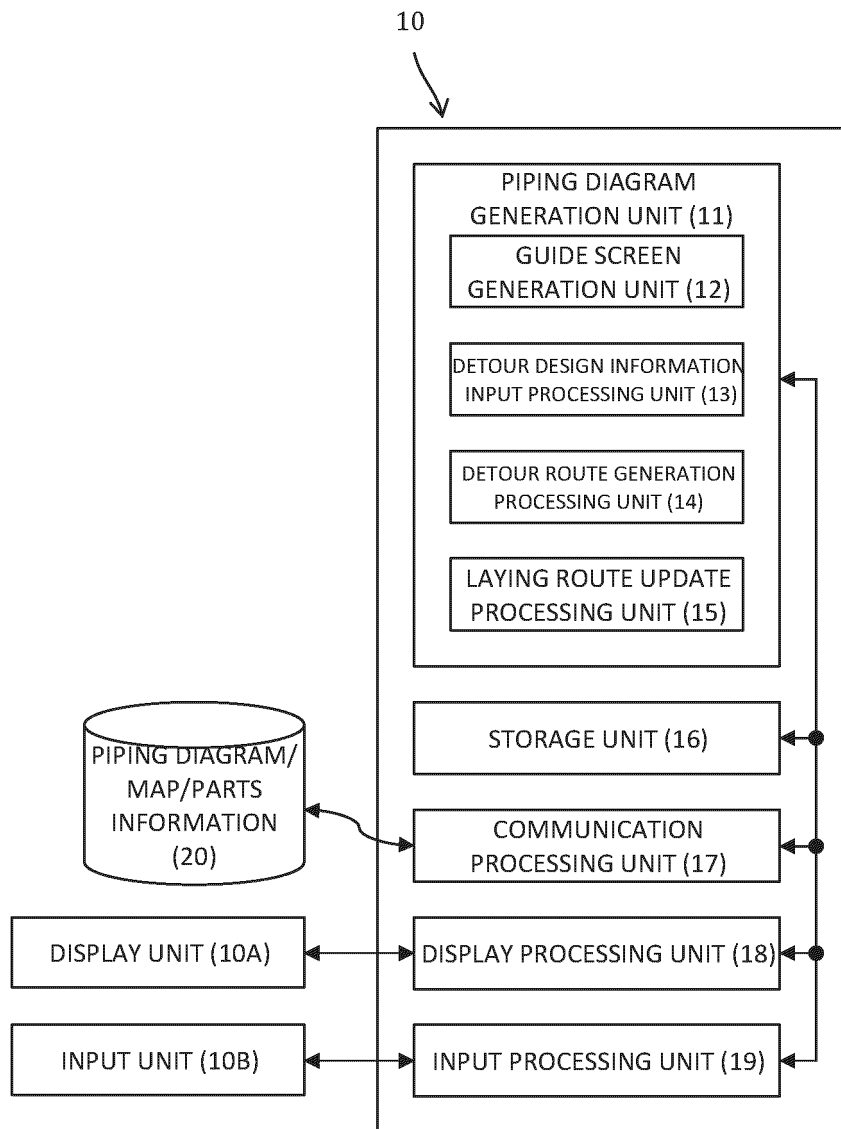 10
PIPING DIAGRAM
GENERATION UNIT (11)
GUIDE SCREEN
GENERATION UNIT (12)
DETOUR DESIGN INFORMATION
INPUT PROCESSING UNIT (13)
DETOUR ROUTE GENERATION
PROCESSING UNIT (14)
LAYING ROUTE UPDATE
PROCESSING UNIT (15)
STORAGE UNIT (16)
PIPING DIAGRAM/
MAP/PARTS
INFORMATION
(20)
COMMUNICATION
PROCESSING UNIT (17)
DISPLAY UNIT (10A)
DISPLAY PROCESSING UNIT (18)
INPUT UNIT (10B)
INPUT PROCESSING UNIT (19)